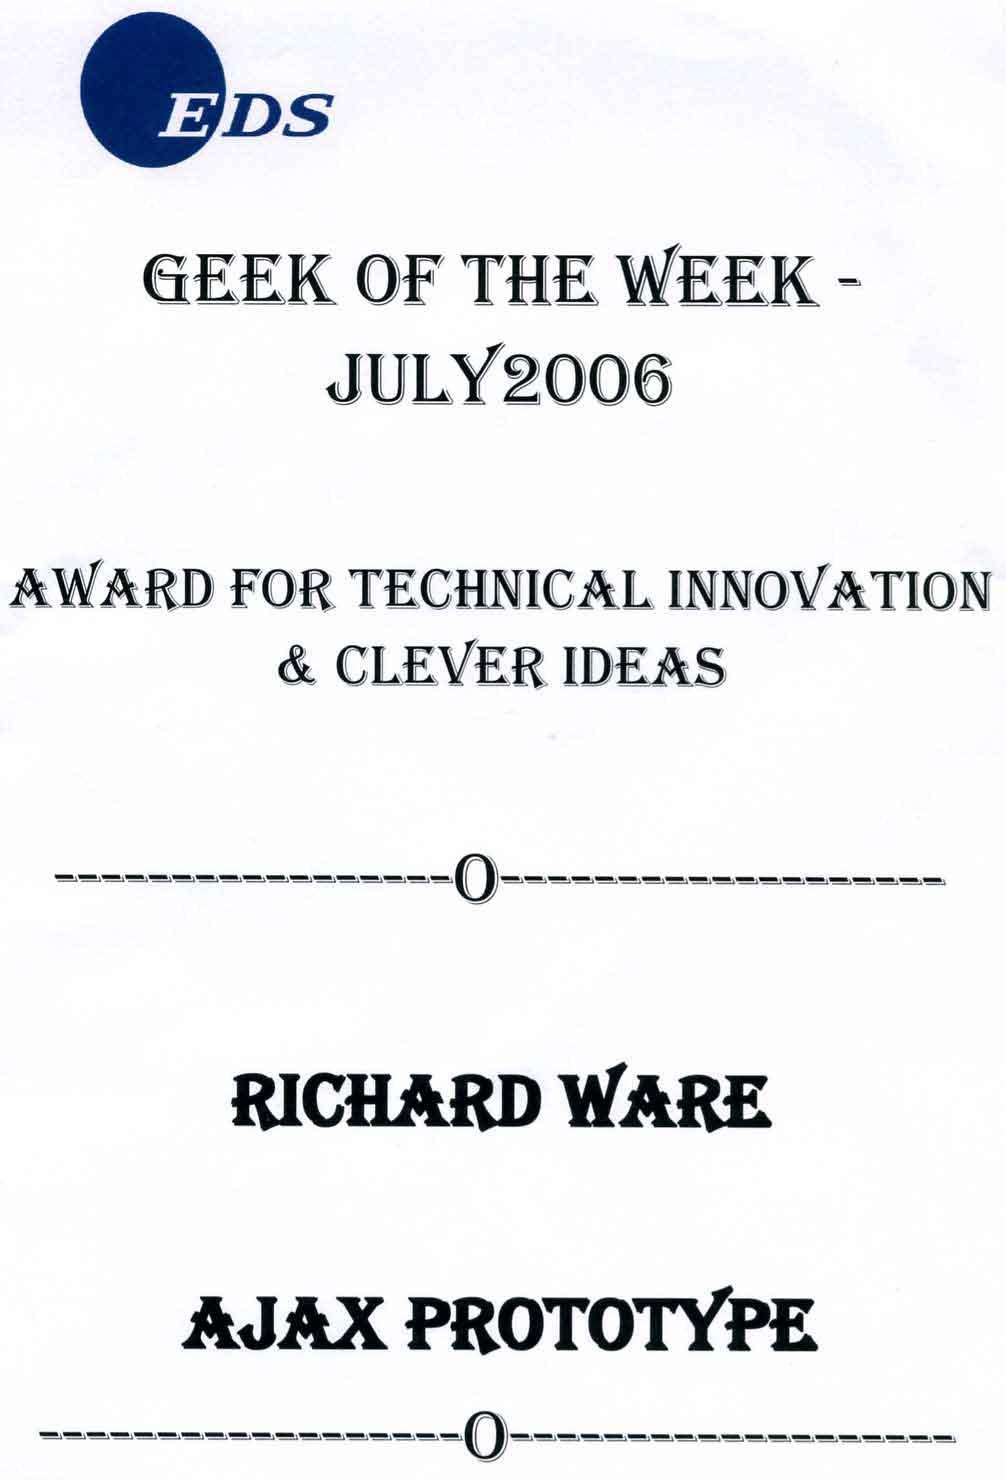 EDS
GEEK OF THE WEEK -
JULY2006
AWARD FOR TECHNICAL INNOVATION
& CLEVER IDEAS
--------------------O----------------------
RICHARD WARE
AJAX PROTOTYPE
---------------------O----------------------